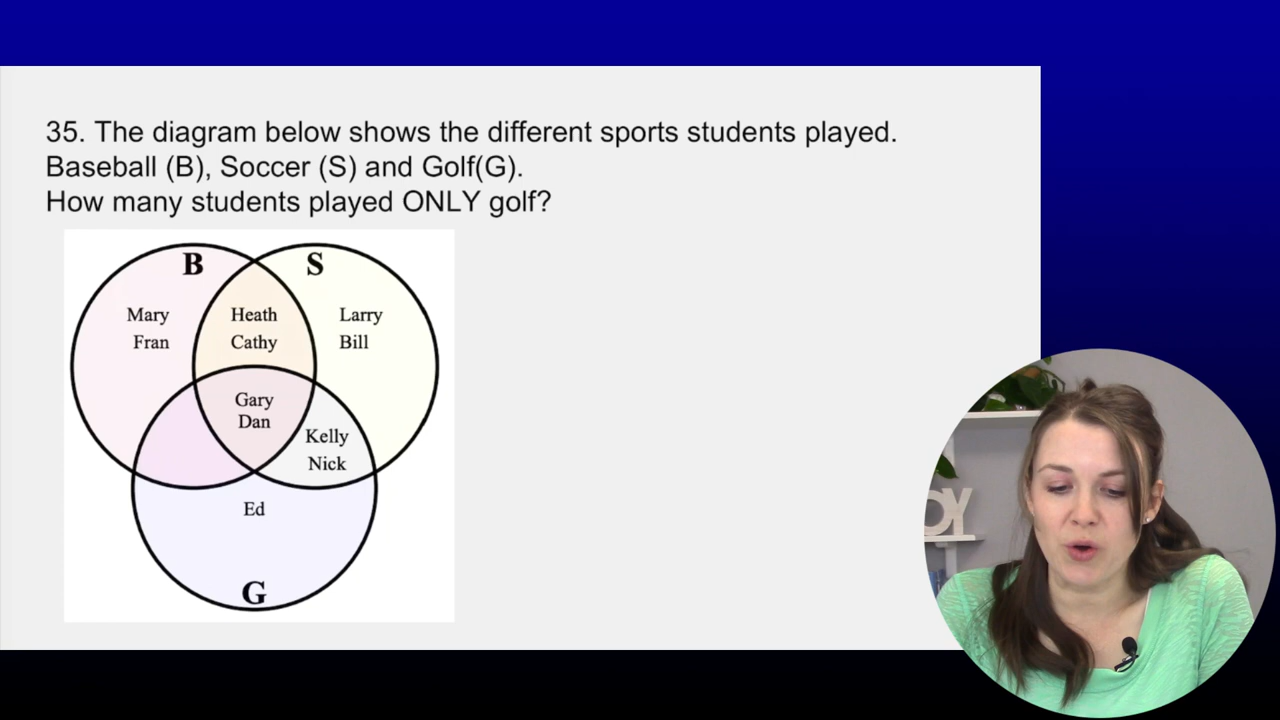 35. The diagram below shows the different sports students played.
Baseball (B), Soccer (S) and Golf(G).
How many students played ONLY golf?
B
S
Mary
Fran
Heath
Cathy
Larry
Bill
Gary
Dan
Kelly
Nick
Ed
G
OY